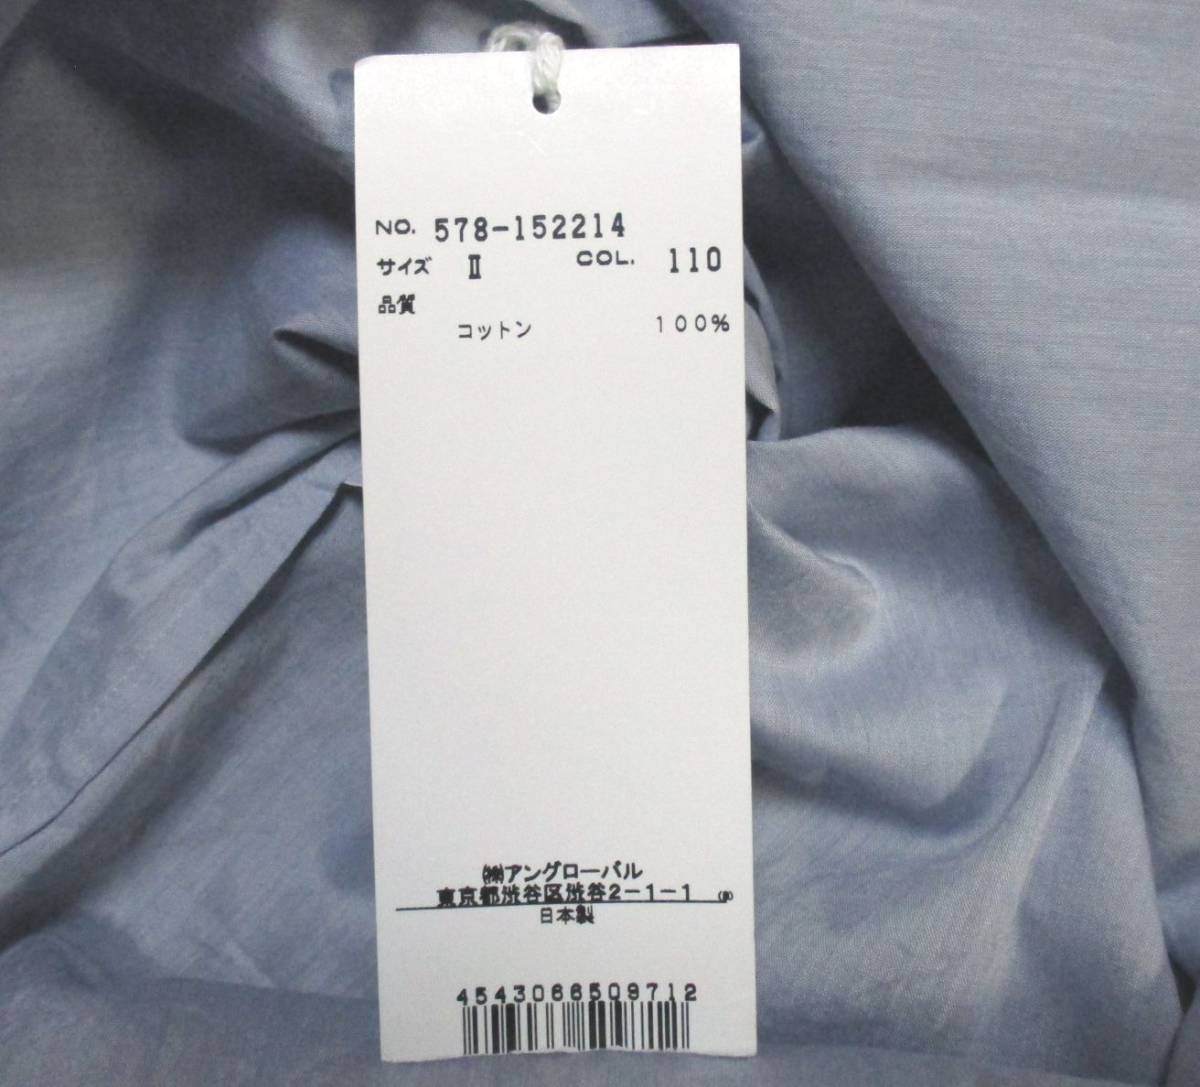 NO. 578-152214
サイズ II COL. 110
品質
コットン 100%
㈱アングローバル
東京都渋谷区渋谷2-1-1
日本製
4543066509712